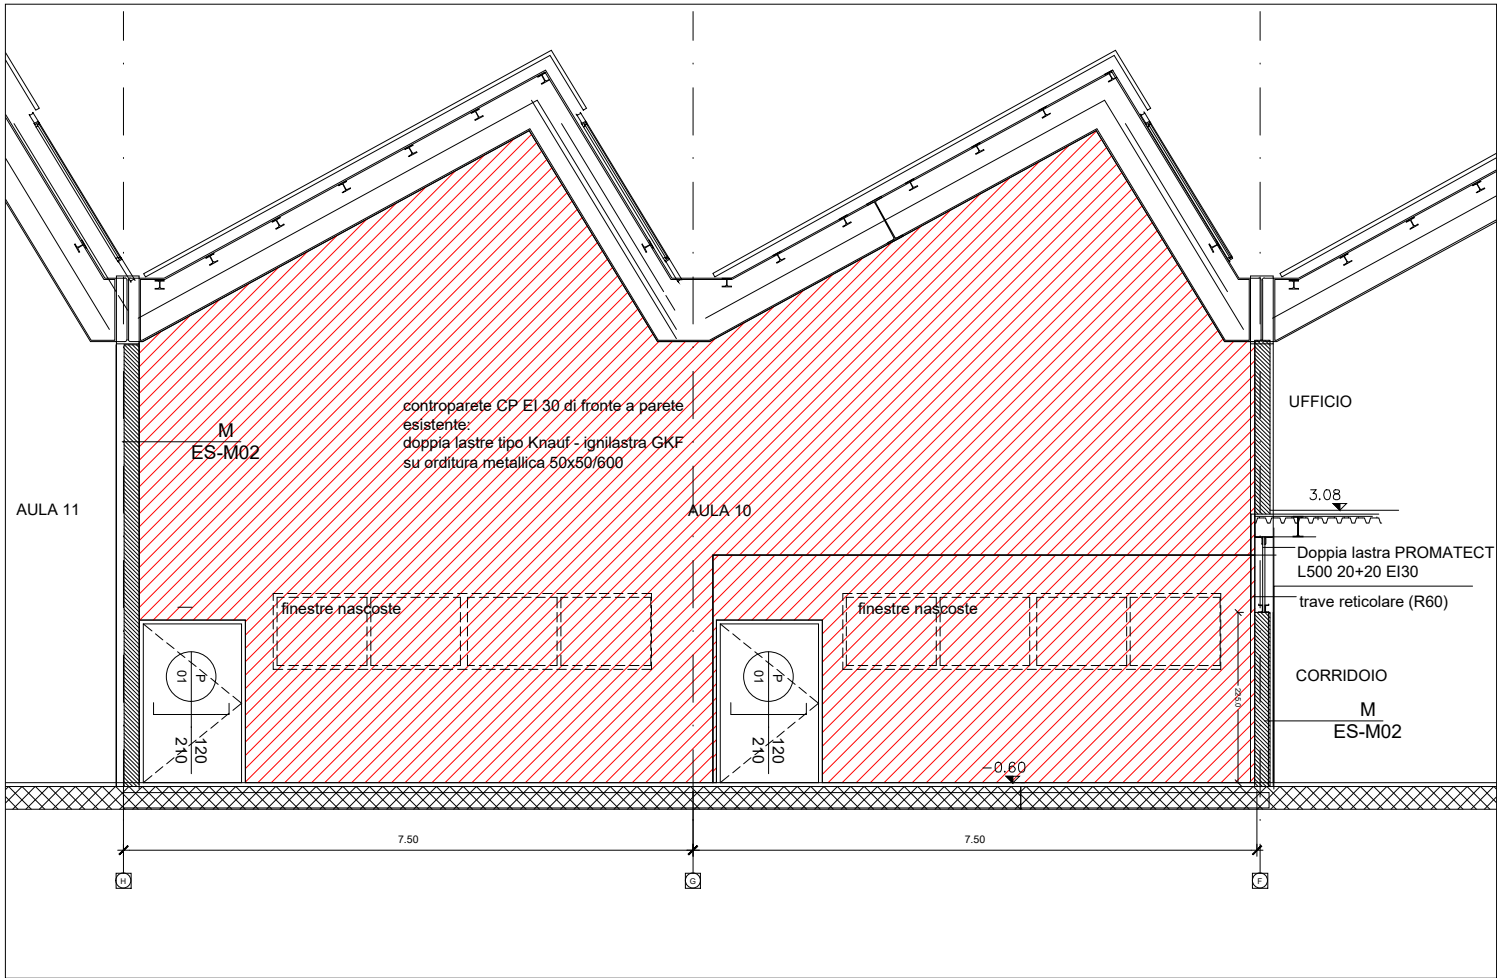 controparete CP EI 30 di fronte a parete
esistente:
doppia lastre tipo Knauf - ignilastra GKF
su orditura metallica 50x50/600
M
ES-M02
UFFICIO
AULA 11
AULA 10
3.08
Doppia lastra PROMATECT
L500 20+20 EI30
trave reticolare (R60)
finestre nascoste
finestre nascoste
P
01
120
210
P
01
120
210
225.0
CORRIDOIO
M
ES-M02
-0.60
7.50
7.50
H
G
F